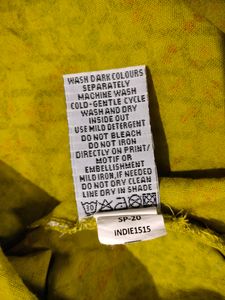 WASH DARK COLOURS
SEPARATELY
MACHINE WASH
COLD-GENTLE CYCLE
WASH AND DRY
INSIDE OUT
USE MILD DETERGENT
DO NOT BLEACH
DO NOT IRON
DIRECTLY ON PRINT/
MOTIF OR
EMBELLISHMENT
MILD IRON, IF NEEDED
DO NOT DRY CLEAN
LINE DRY IN SHADE
30
SP-20
INDIE1515